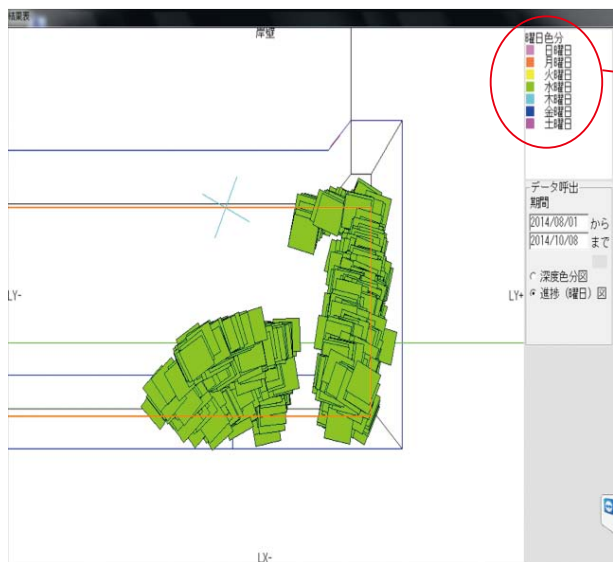 結果表
岸壁
曜日色分
日曜日
月曜日
火曜日
水曜日
木曜日
金曜日
土曜日
データ呼出
期間
2014/08/01 から
2014/10/08 まで
深度色分図
進捗（曜日）図
LY-
LY+
LX-